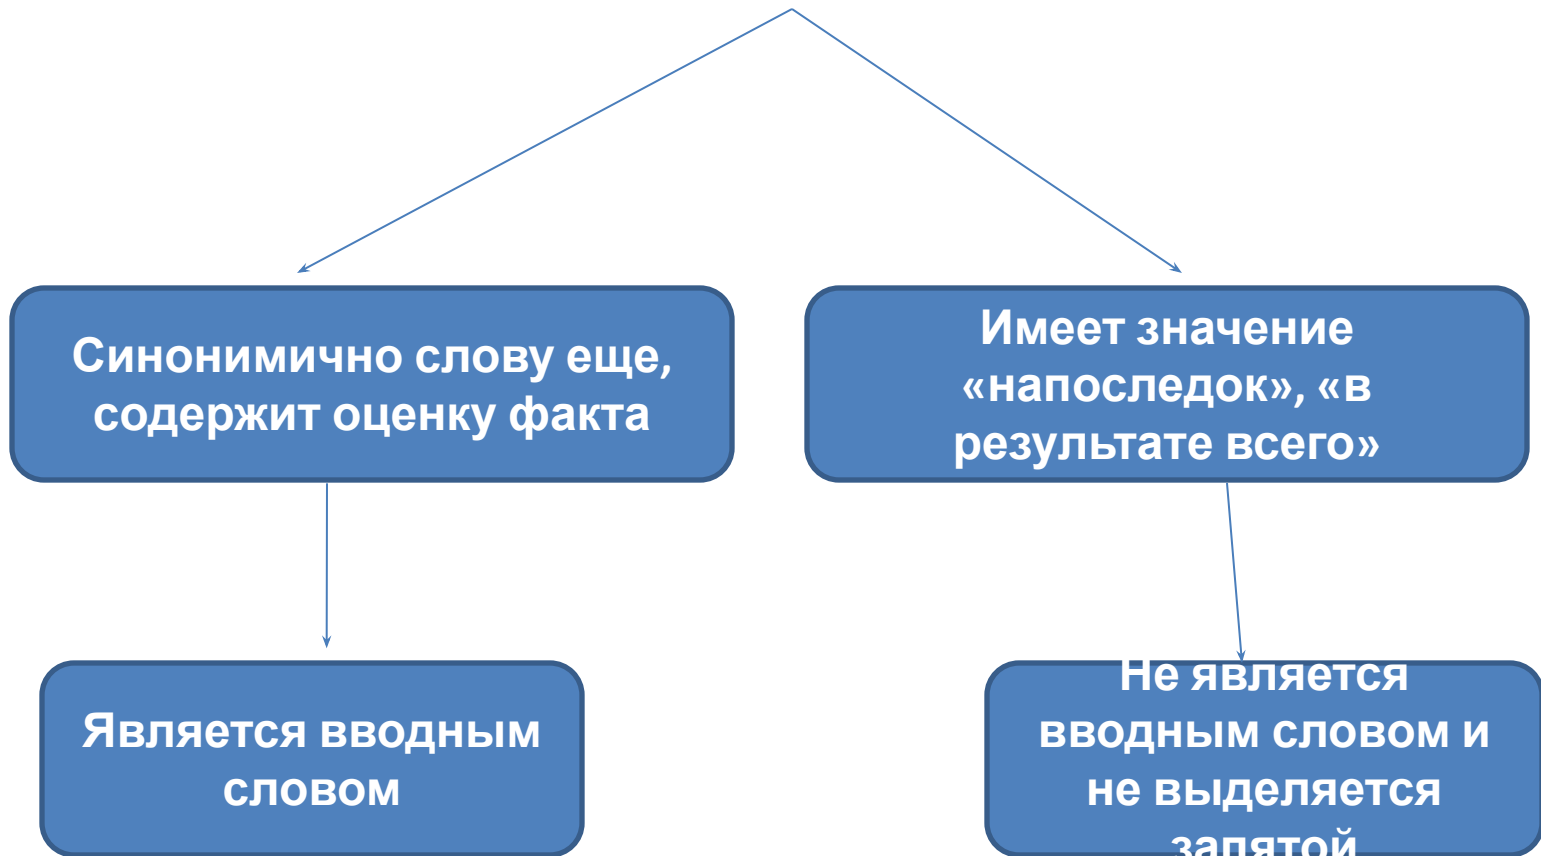 Синонимично слову еще,
содержит оценку факта
Имеет значение
«напоследок», «в
результате всего»
Является вводным
словом
Не является
вводным словом и
не выделяется
запятой